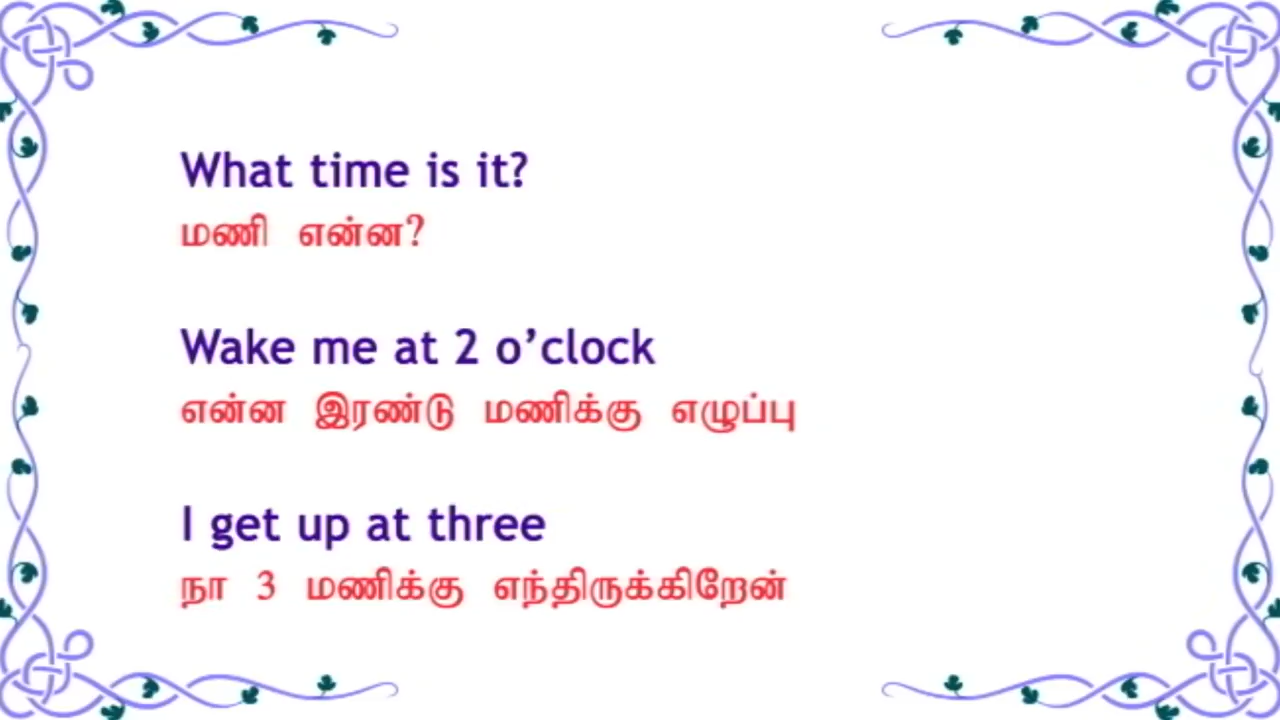 What time is it?
மணி என்ன?
Wake me at 2 o’clock
என்ன இரண்டு மணிக்கு எழுப்பு
I get up at three
நா 3 மணிக்கு எந்திருக்கிறேன்